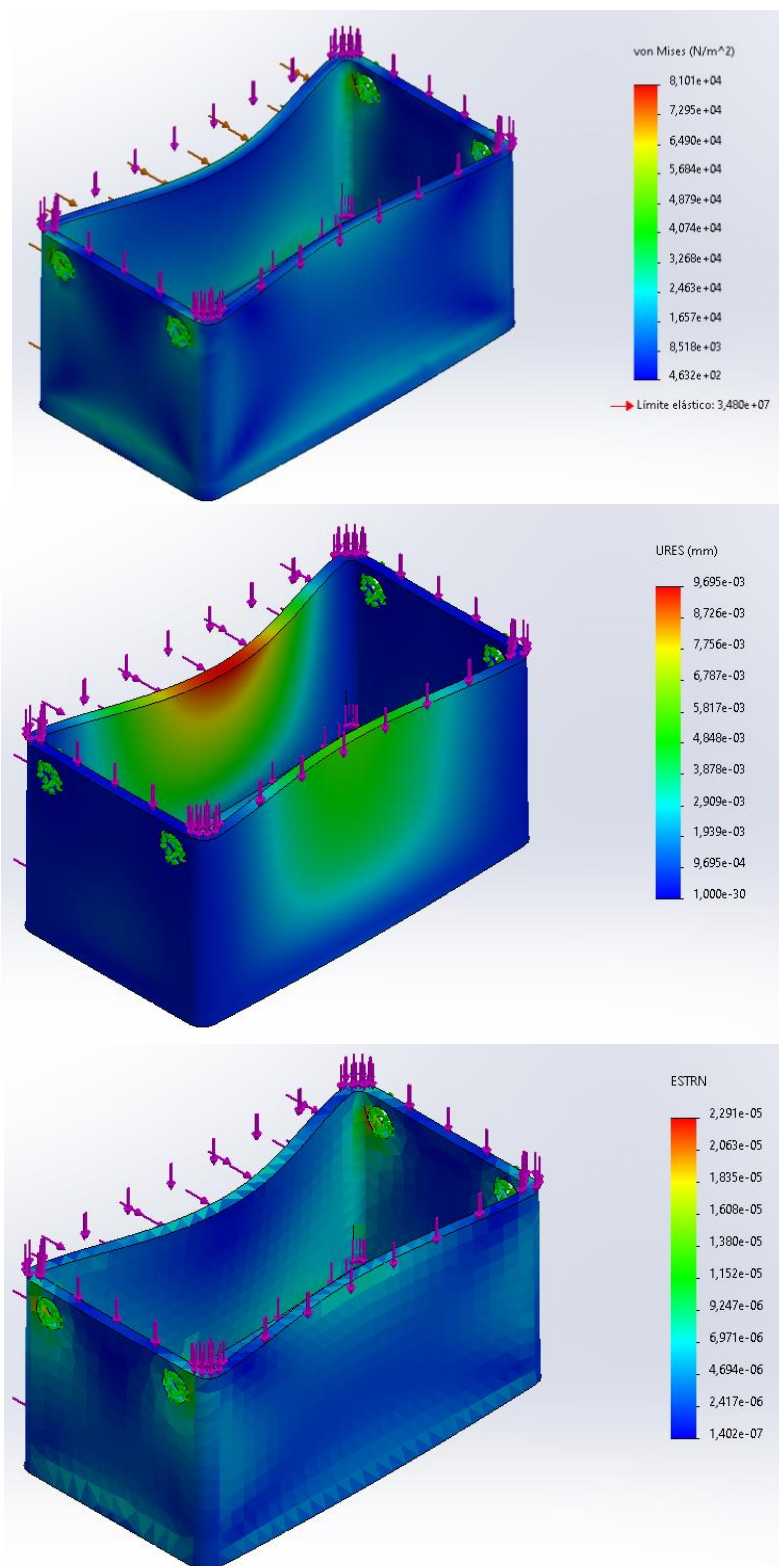 von Mises (N/m^2)
8,101e+04
7,295e+04
6,490e+04
5,684e+04
4,879e+04
4,074e+04
3,268e+04
2,463e+04
1,657e+04
8,518e+03
4,632e+02
Límite elástico: 3,480e+07
URES (mm)
9,695e-03
8,726e-03
7,756e-03
6,787e-03
5,817e-03
4,848e-03
3,878e-03
2,909e-03
1,939e-03
9,695e-04
1,000e-30
ESTRN
2,291e-05
2,063e-05
1,835e-05
1,608e-05
1,380e-05
1,152e-05
9,247e-06
6,971e-06
4,694e-06
2,417e-06
1,402e-07